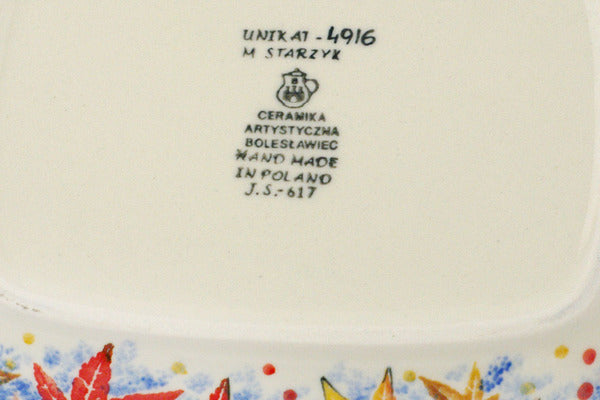 UNIKAT - 4916
M STARZYK
CERAMIKA
ARTYSTYCZNA
BOLESŁAWIEC
HAND MADE
IN POLAND
J.S.-617